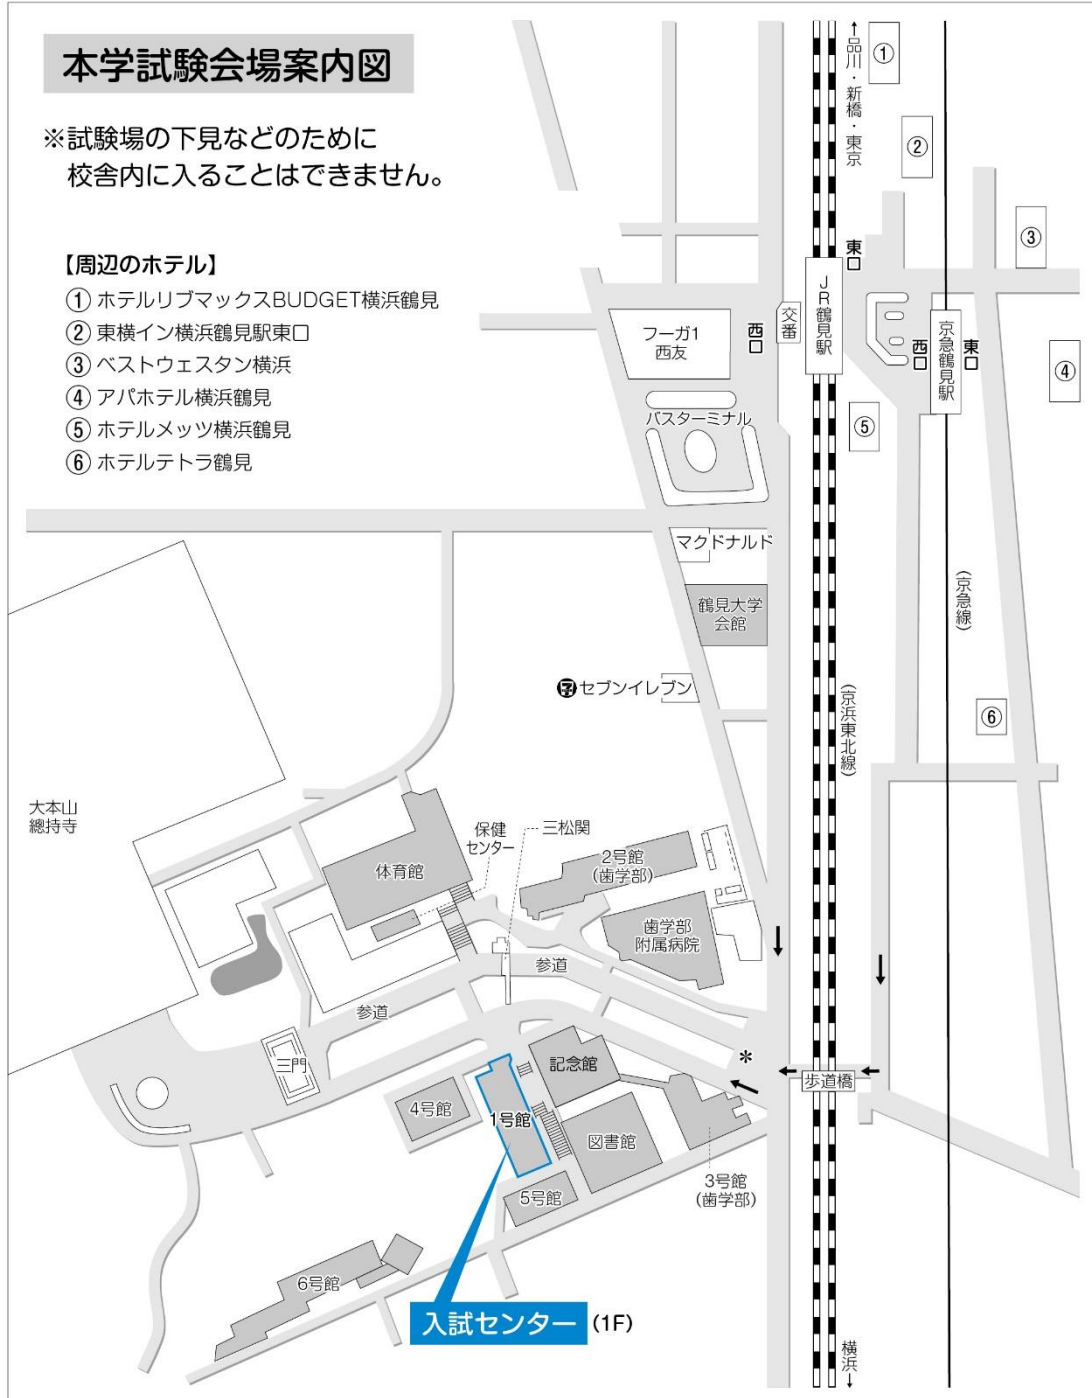 本学試験会場案内図
※試験場の下見などのために
校舎内に入ることはできません。
【周辺のホテル】
① ホテルリブマックスBUDGET横浜鶴見
② 東横イン横浜鶴見駅東口
③ ベストウェスタン横浜
④ アパホテル横浜鶴見
⑤ ホテルメッツ横浜鶴見
⑥ ホテルテトラ鶴見
←品川・新橋・東京
①
②
③
東口
JR鶴見駅
交番
西口
フーガ1
西友
西口
京急鶴見駅
東口
④
バスターミナル
⑤
マクドナルド
鶴見大学
会館
(京急線)
セブンイレブン
(京浜東北線)
⑥
大本山
總持寺
保健
センター
三松関
体育館
2号館
(歯学部)
歯学部
附属病院
参道
参道
三門
記念館
*
歩道橋
4号館
1号館
図書館
3号館
(歯学部)
5号館
6号館
入試センター (1F)
横浜→